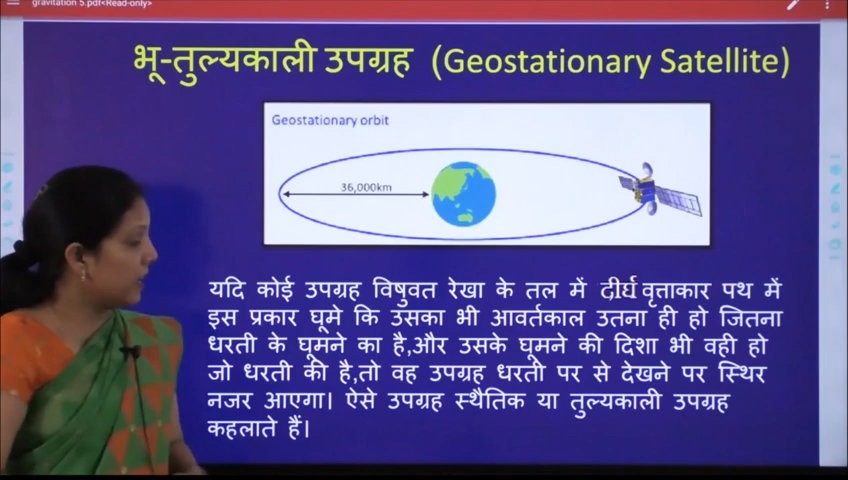 gravitation 5.pdf<Read-only>
भू-तुल्यकाली उपग्रह (Geostationary Satellite)
Geostationary orbit
36,000km
यदि कोई उपग्रह विषुवत रेखा के तल में दीर्घ वृत्ताकार पथ में
इस प्रकार घूमे कि उसका भी आवर्तकाल उतना ही हो जितना
धरती के घूमने का है,और उसके घूमने की दिशा भी वही हो
जो धरती की है,तो वह उपग्रह धरती पर से देखने पर स्थिर
नजर आएगा। ऐसे उपग्रह स्थैतिक या तुल्यकाली उपग्रह
कहलाते हैं।